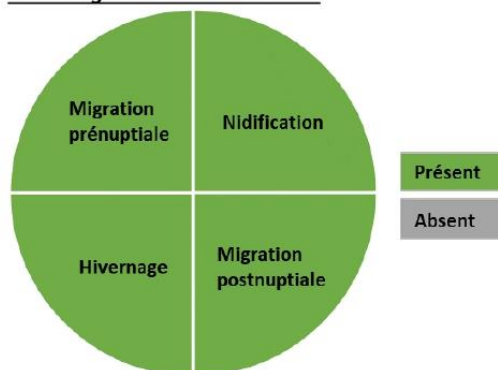 Migration
prénuptiale
Nidification
Présent
Absent
Hivernage
Migration
postnuptiale